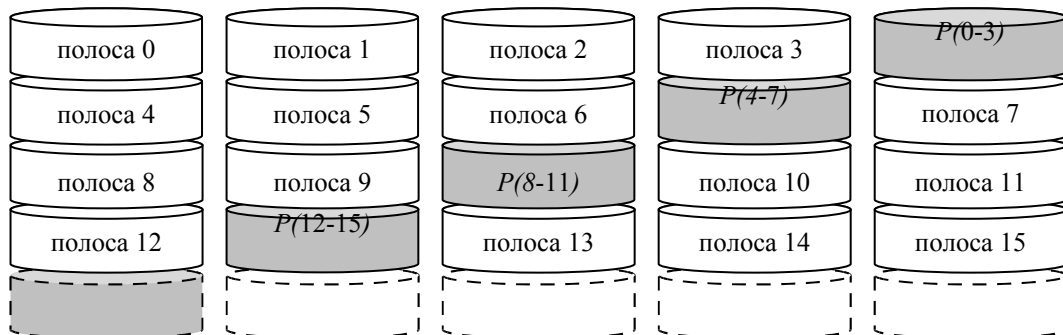 полоса 0 полоса 1 полоса 2 полоса 3 P(0-3)
полоса 4 полоса 5 полоса 6 P(4-7) полоса 7
полоса 8 полоса 9 P(8-11) полоса 10 полоса 11
полоса 12 P(12-15) полоса 13 полоса 14 полоса 15